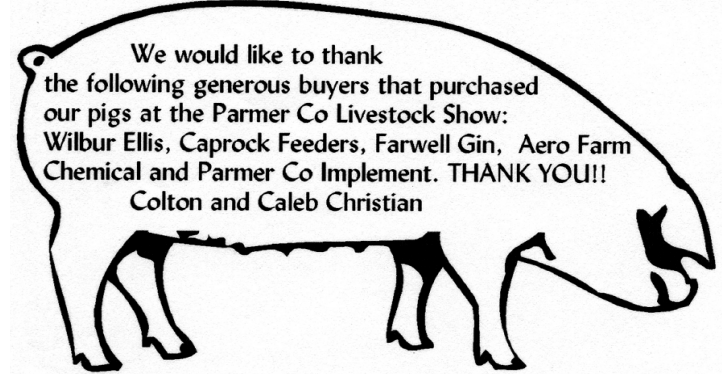 We would like to thank
the following generous buyers that purchased
our pigs at the Parmer Co Livestock Show:
Wilbur Ellis, Caprock Feeders, Farwell Gin, Aero Farm
Chemical and Parmer Co Implement. THANK YOU!!
Colton and Caleb Christian